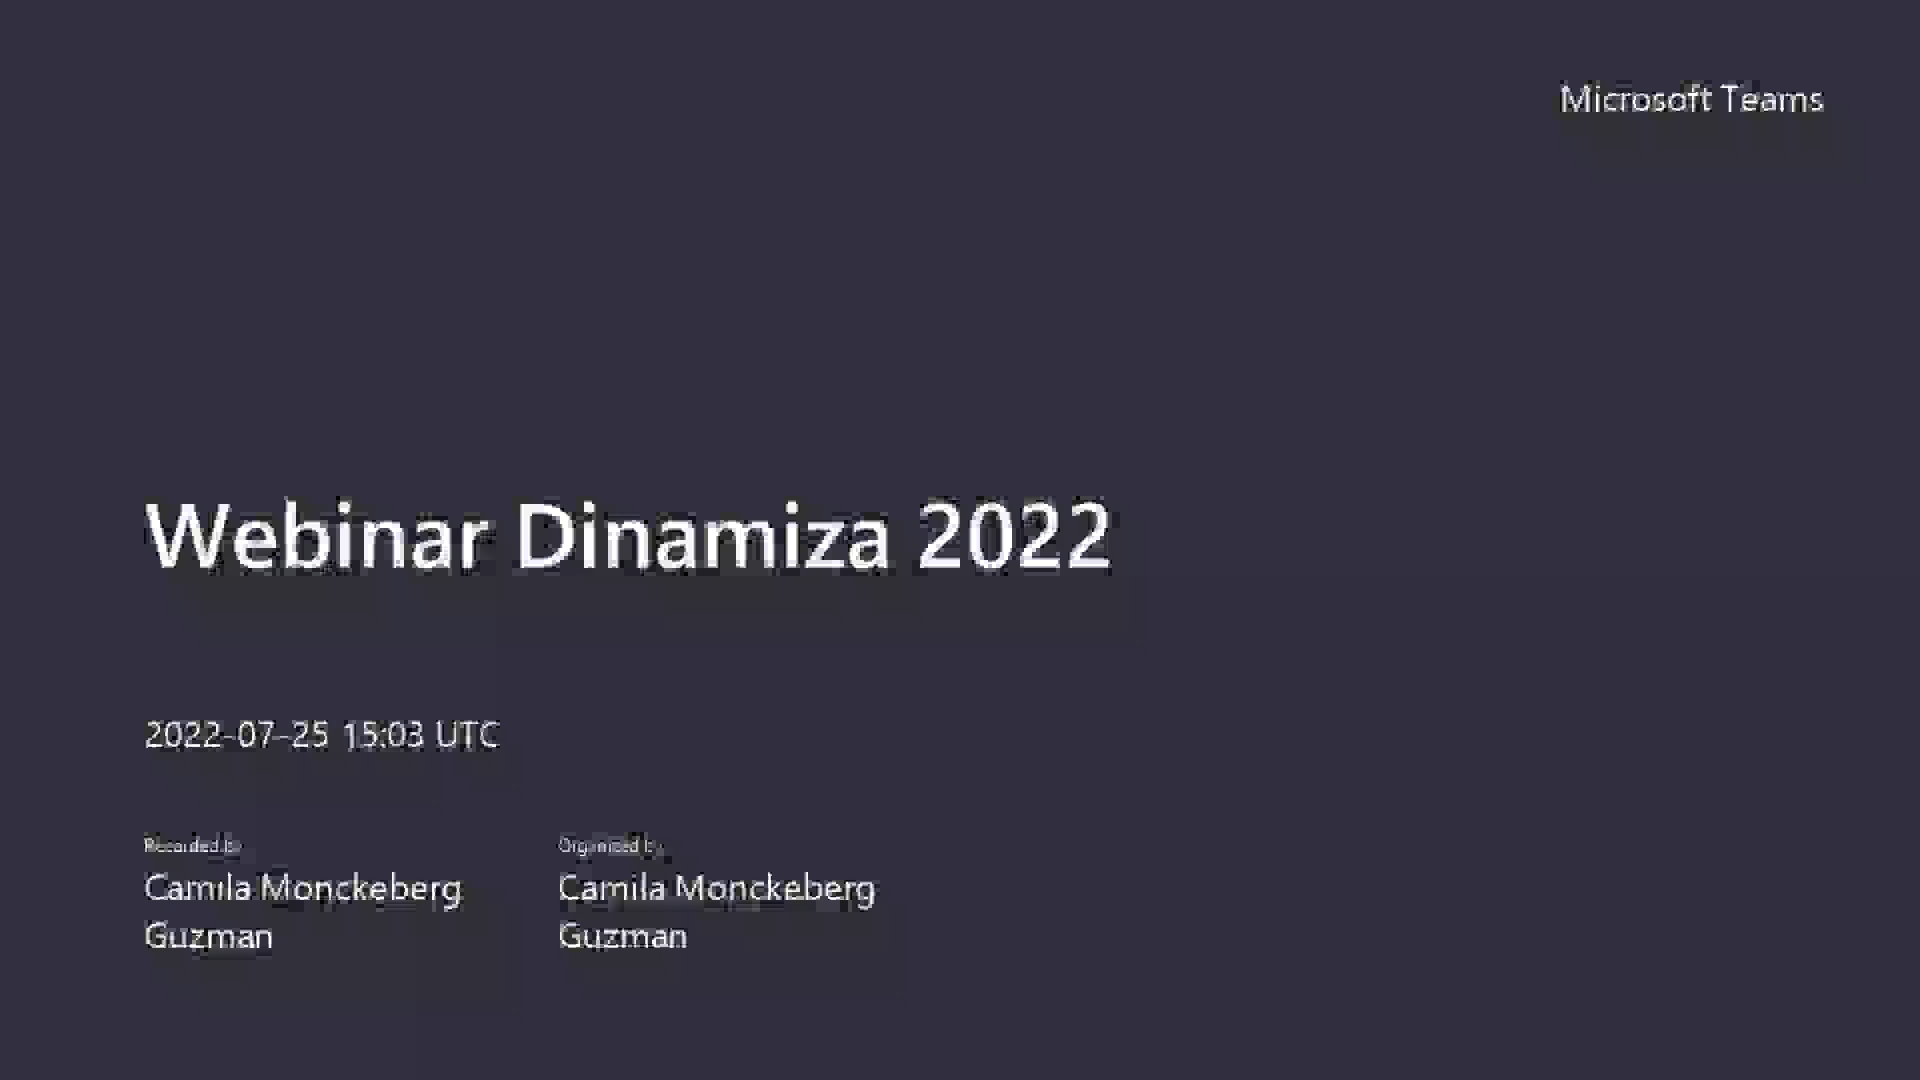 Microsoft Teams
Webinar Dinamiza 2022
2022-07-25 15:03 UTC
Recorded by
Organized by
Camila Monckeberg
Guzman
Camila Monckeberg
Guzman